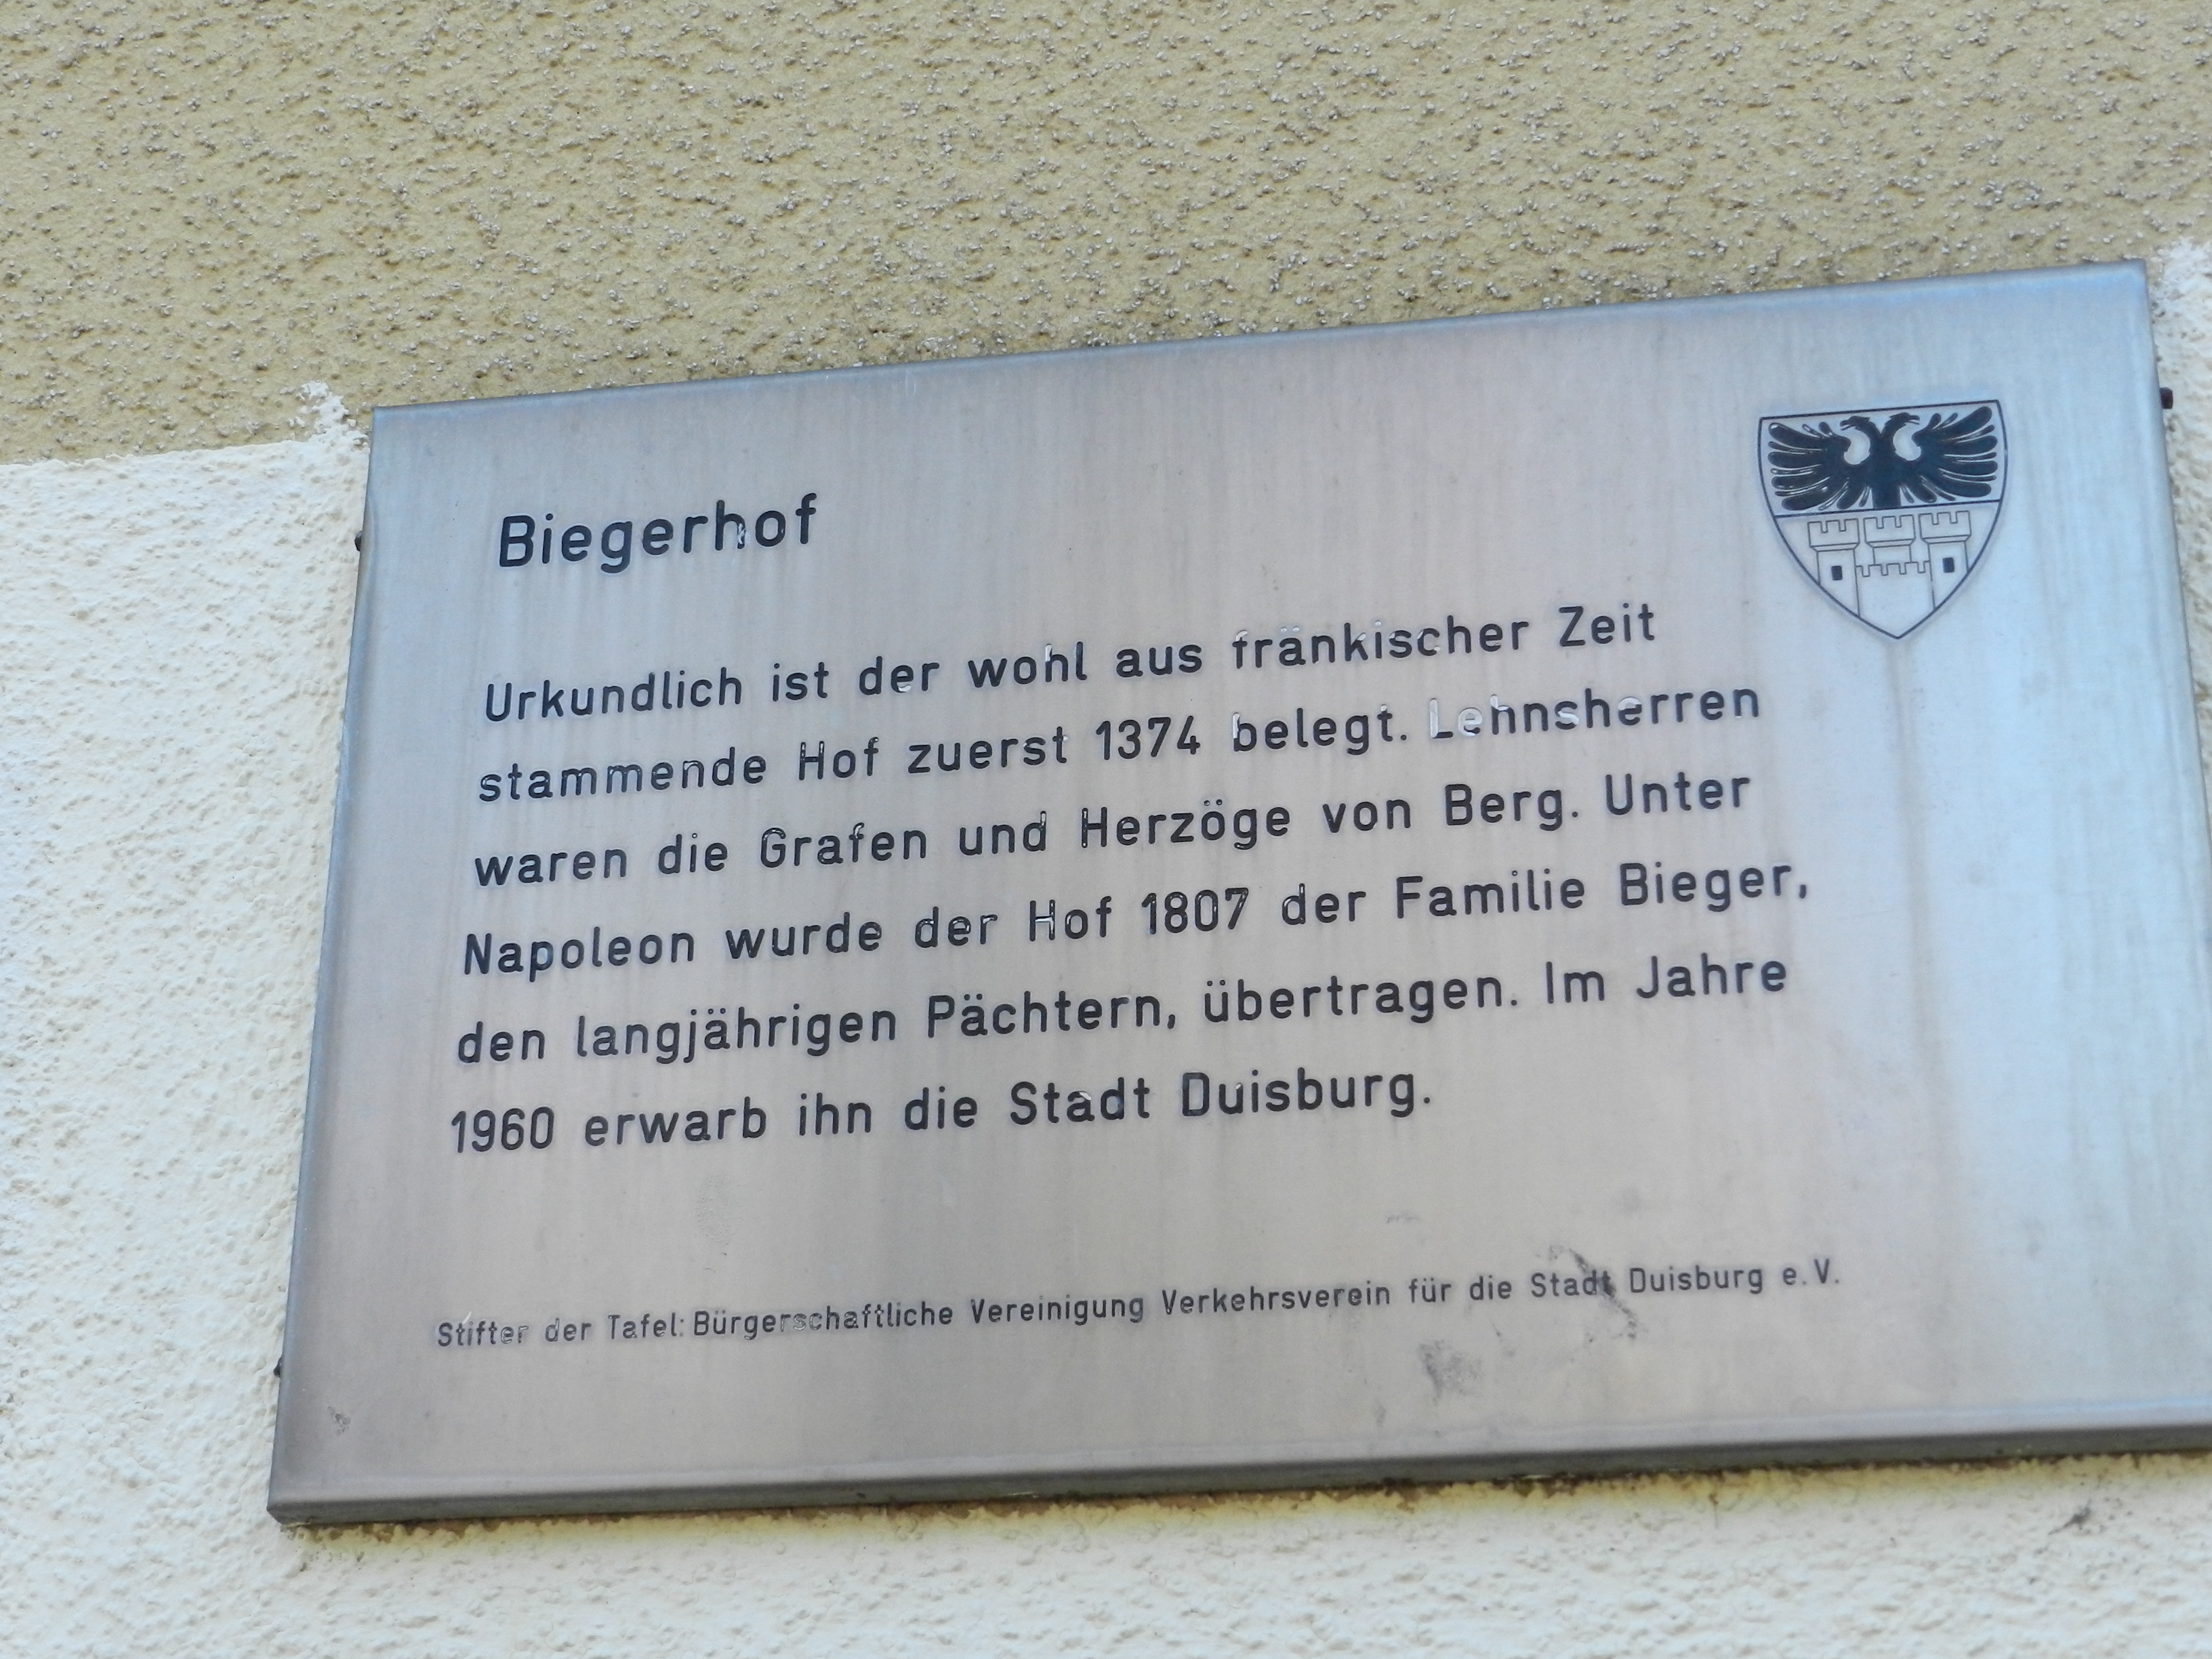 Biegerhof
Urkundlich ist der wohl aus fränkischer Zeit
stammende Hof zuerst 1374 belegt. Lehnsherren
waren die Grafen und Herzöge von Berg. Unter
Napoleon wurde der Hof 1807 der Familie Bieger,
den langjährigen Pächtern, übertragen. Im Jahre
1960 erwarb ihn die Stadt Duisburg.
Stifter der Tafel: Bürgerschaftliche Vereinigung Verkehrsverein für die Stadt Duisburg e.V.